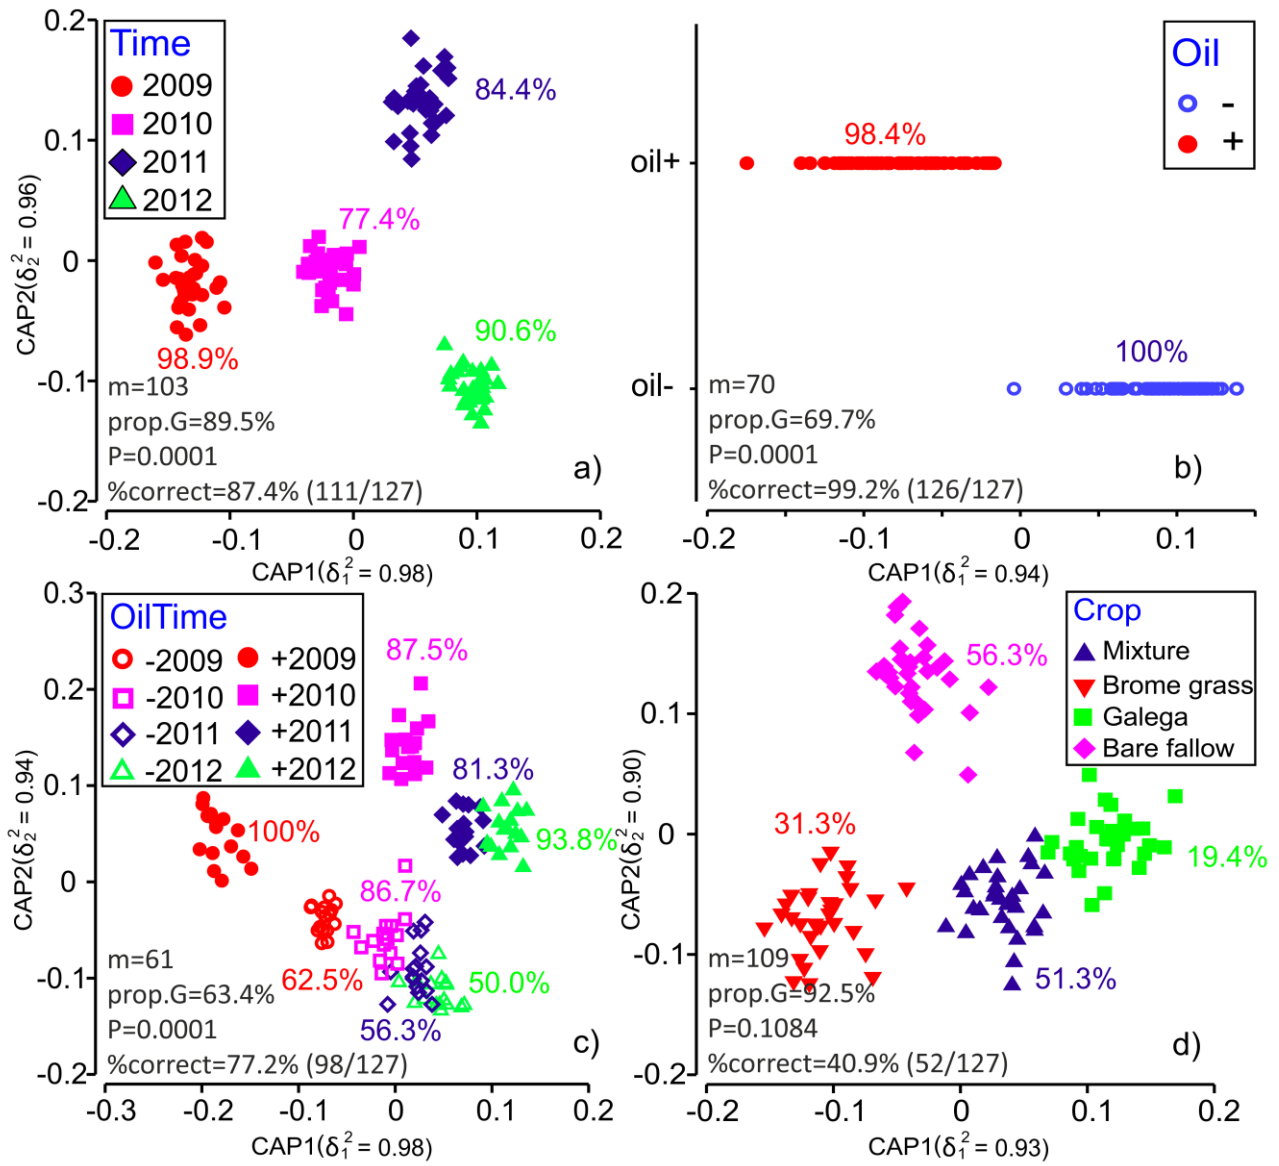 0.2
0.1
0
-0.1
-0.2
CAP2(δ₂² = 0.96)
Time
2009
2010
2011
2012
84.4%
77.4%
98.9%
90.6%
m=103
prop.G=89.5%
P=0.0001
%correct=87.4% (111/127)
a)
-0.2 -0.1 0 0.1 0.2
CAP1(δ₁² = 0.98)
Oil
-
+
oil+
oil-
98.4%
100%
m=70
prop.G=69.7%
P=0.0001
%correct=99.2% (126/127)
b)
-0.2 -0.1 0 0.1
CAP1(δ₁² = 0.94)
0.3
0.2
0.1
0
-0.1
-0.2
CAP2(δ₂² = 0.94)
OilTime
-2009 +2009
-2010 +2010
-2011 +2011
-2012 +2012
87.5%
81.3%
100%
93.8%
86.7%
62.5%
50.0%
56.3%
m=61
prop.G=63.4%
P=0.0001
%correct=77.2% (98/127)
c)
-0.3 -0.2 -0.1 0 0.1 0.2
CAP1(δ₁² = 0.98)
0.2
0.1
0
-0.1
-0.2
CAP2(δ₂² = 0.90)
Crop
Mixture
Brome grass
Galega
Bare fallow
56.3%
31.3%
19.4%
51.3%
m=109
prop.G=92.5%
P=0.1084
%correct=40.9% (52/127)
d)
-0.2 -0.1 0 0.1 0.2
CAP1(δ₁² = 0.93)